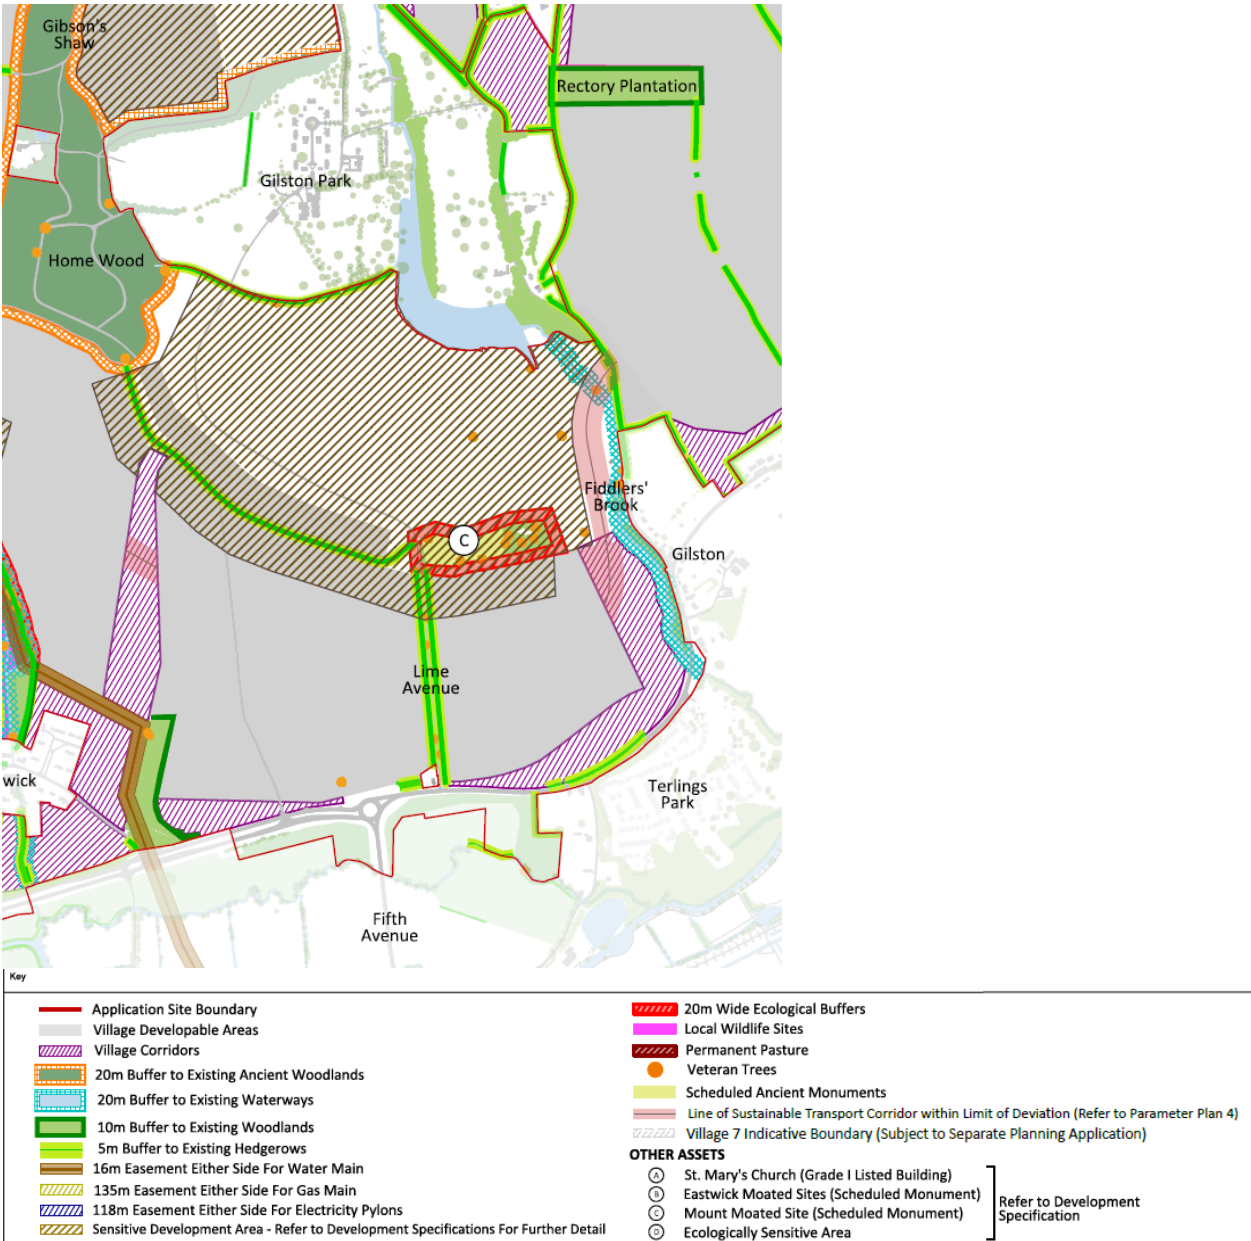 Gibson's
Shaw
Rectory Plantation
Gilston Park
Home Wood
Fiddlers'
Brook
C
Gilston
Lime
Avenue
wick
Terlings
Park
Fifth
Avenue
Key
Application Site Boundary
Village Developable Areas
Village Corridors
20m Buffer to Existing Ancient Woodlands
20m Buffer to Existing Waterways
10m Buffer to Existing Woodlands
5m Buffer to Existing Hedgerows
16m Easement Either Side For Water Main
135m Easement Either Side For Gas Main
118m Easement Either Side For Electricity Pylons
Sensitive Development Area - Refer to Development Specifications For Further Detail
20m Wide Ecological Buffers
Local Wildlife Sites
Permanent Pasture
Veteran Trees
Scheduled Ancient Monuments
Line of Sustainable Transport Corridor within Limit of Deviation (Refer to Parameter Plan 4)
Village 7 Indicative Boundary (Subject to Separate Planning Application)
OTHER ASSETS
A St. Mary's Church (Grade I Listed Building)
B Eastwick Moated Sites (Scheduled Monument)
C Mount Moated Site (Scheduled Monument)
D Ecologically Sensitive Area
Refer to Development
Specification